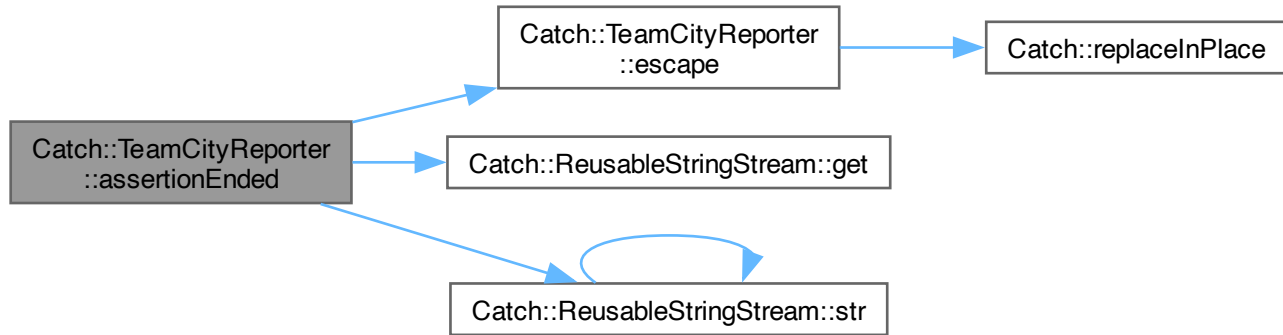 Catch::TeamCityReporter
::assertionEnded
Catch::TeamCityReporter
::escape
Catch::replaceInPlace
Catch::ReusableStringStream::get
Catch::ReusableStringStream::str